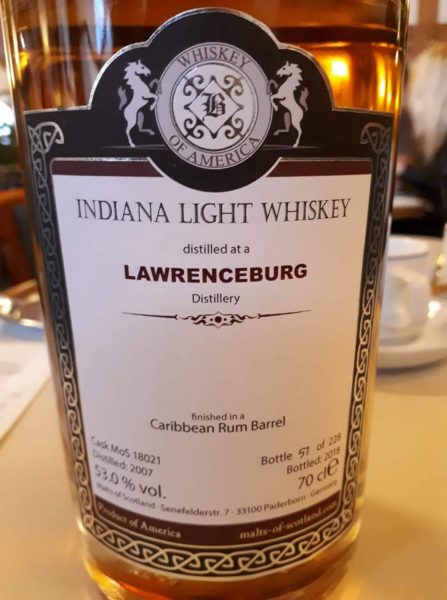 WHISKEY
B
OF AMERICA
INDIANA LIGHT WHISKEY
distilled at a
LAWRENCEBURG
Distillery
finished in a
Caribbean Rum Barrel
Cask MoS 18021
Distilled: 2007
53.0 % vol.
Bottle 57 of 228
Bottled: 2018
70 cl e
Malts of Scotland · Senefelderstr. 7 · 33100 Paderborn · Germany
Product of America
malts-of-scotland.com